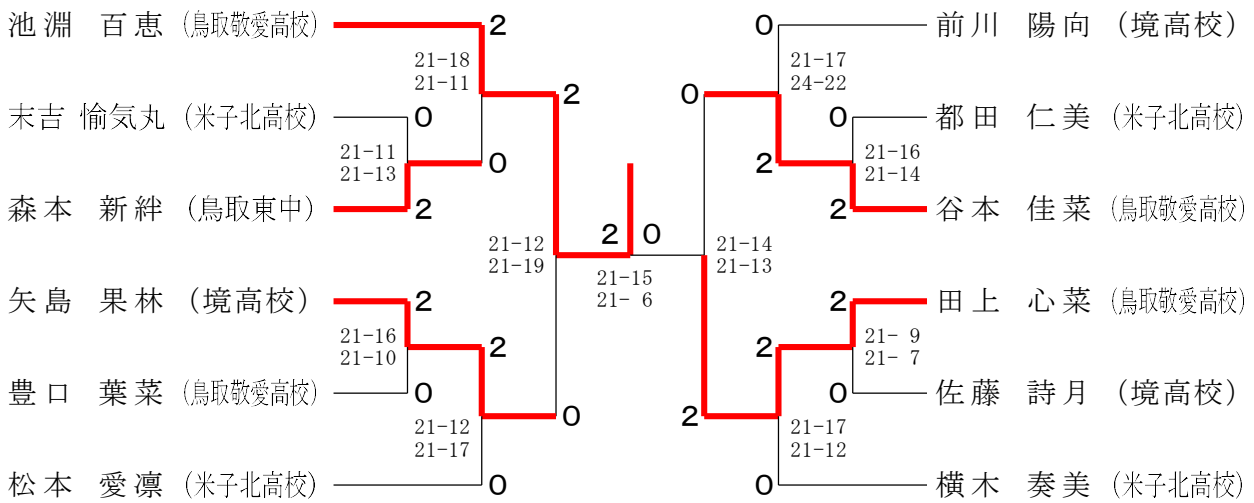 池淵 百恵 (鳥取敬愛高校) 2 0 前川 陽向 (境高校)
21-18 21-17
21-11 24-22
2 0
末吉 愉気丸 (米子北高校) 0 0 都田 仁美 (米子北高校)
21-11 21-16
21-13 21-14
0 2
森本 新絆 (鳥取東中) 2 2 谷本 佳菜 (鳥取敬愛高校)
2 0
21-12 21-14
21-19 21-13
21-15
21- 6
矢島 果林 (境高校) 2 2 田上 心菜 (鳥取敬愛高校)
21-16 21- 9
21-10 21- 7
2 2
豊口 葉菜 (鳥取敬愛高校) 0 0 佐藤 詩月 (境高校)
0 2
21-12 21-17
21-17 21-12
松本 愛凛 (米子北高校) 0 0 横木 奏美 (米子北高校)